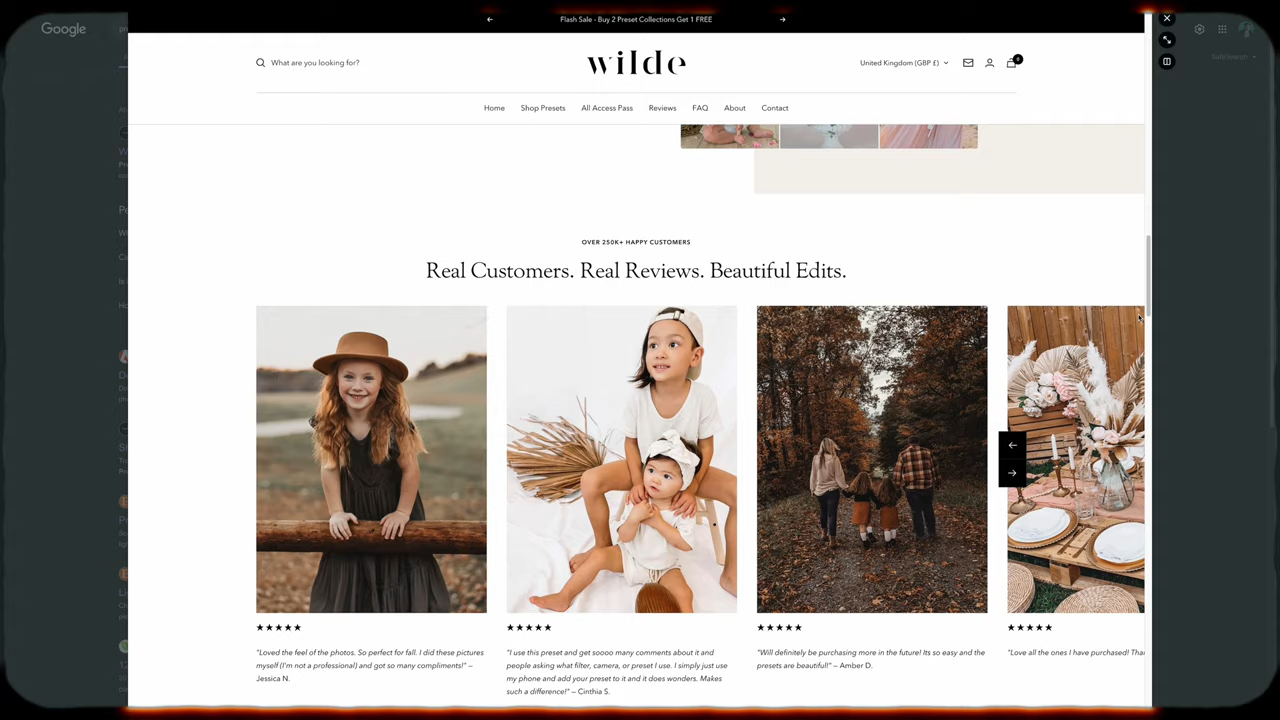 Flash Sale - Buy 2 Preset Collections Get 1 FREE
Google
What are you looking for?
wilde
United Kingdom (GBP £)
0
SafeSearch
Home Shop Presets All Access Pass Reviews FAQ About Contact
OVER 250K+ HAPPY CUSTOMERS
Real Customers. Real Reviews. Beautiful Edits.
★★★★★ ★★★★★ ★★★★★ ★★★★★
"Loved the feel of the photos. So perfect for fall. I did these pictures
myself (I'm not a professional) and got so many compliments!" –
Jessica N.
"I use this preset and get soooo many comments about it and
people asking what filter, camera, or preset I use. I simply use
my phone and add your preset to it and it does wonders. Makes
such a difference!" – Cinthia S.
"Will definitely be purchasing more in the future! Its so easy and the
presets are beautiful!" – Amber D.
"Love all the ones I have purchased!